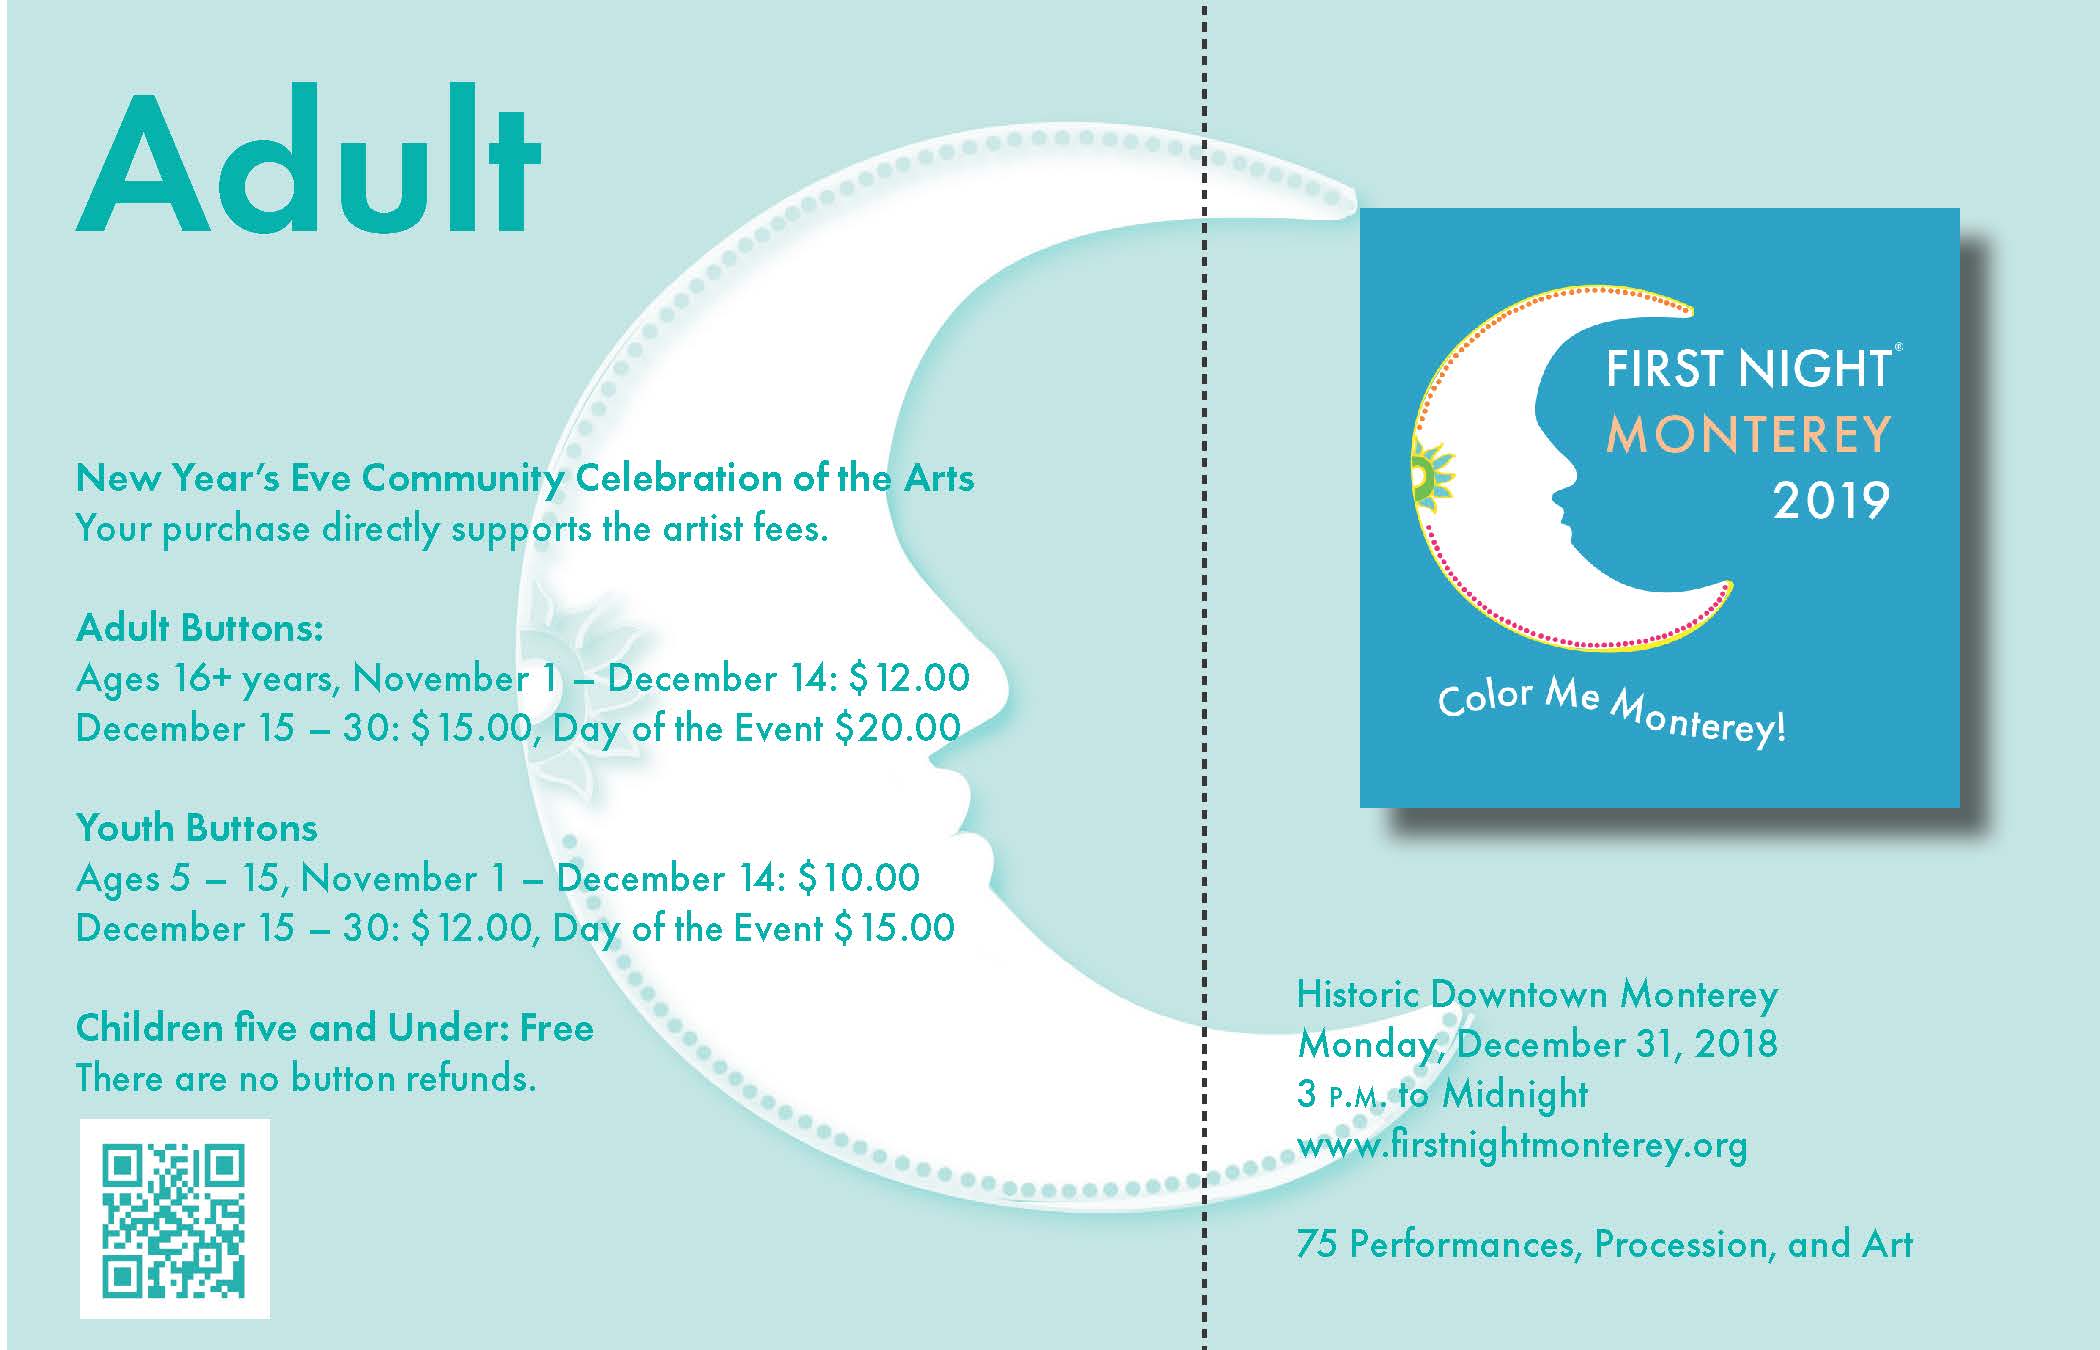 Adult
New Year’s Eve Community Celebration of the Arts
Your purchase directly supports the artist fees.
Adult Buttons:
Ages 16+ years, November 1 – December 14: $12.00
December 15 – 30: $15.00, Day of the Event $20.00
Youth Buttons
Ages 5 – 15, November 1 – December 14: $10.00
December 15 – 30: $12.00, Day of the Event $15.00
Children five and Under: Free
There are no button refunds.
FIRST NIGHT®
MONTEREY
2019
Color Me Monterey!
Historic Downtown Monterey
Monday, December 31, 2018
3 P.M. to Midnight
www.firstnightmonterey.org
75 Performances, Procession, and Art